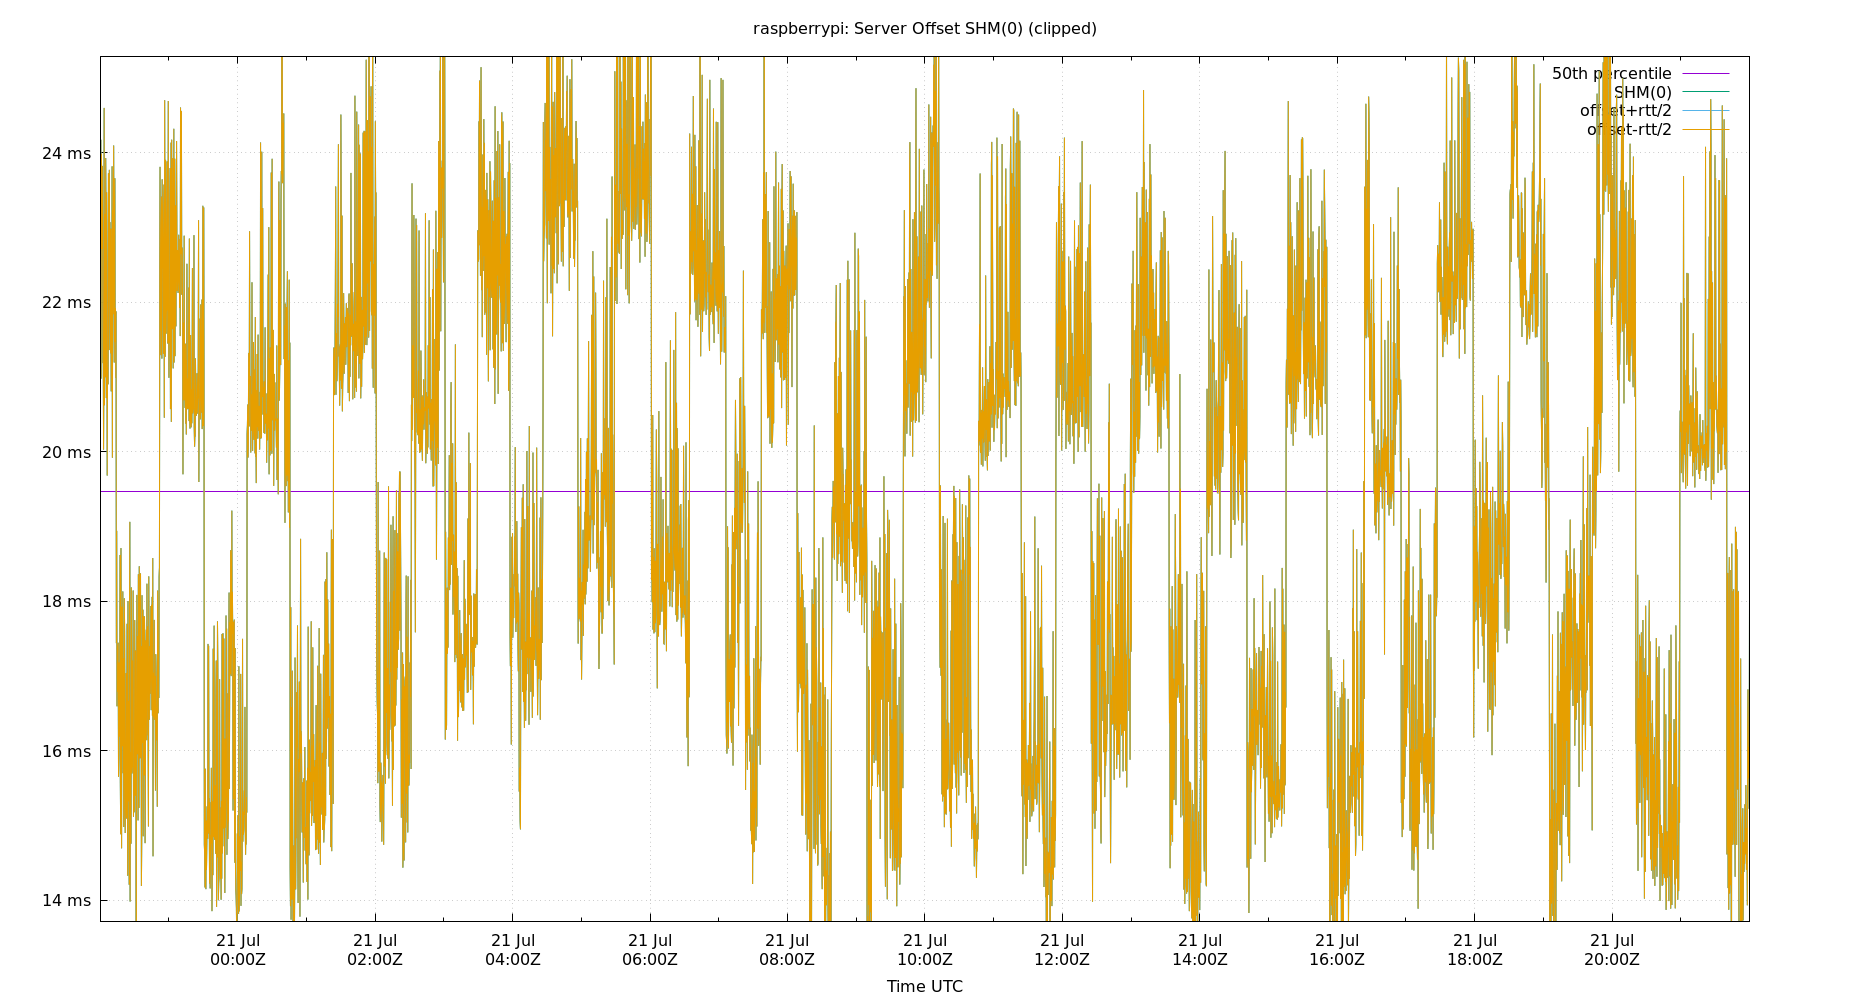 raspberrypi: Server Offset SHM(0) (clipped)
50th percentile
SHM(0)
offset+rtt/2
offset-rtt/2
24 ms
22 ms
20 ms
18 ms
16 ms
14 ms
21 Jul 21 Jul 21 Jul 21 Jul 21 Jul 21 Jul 21 Jul 21 Jul 21 Jul 21 Jul 21 Jul
00:00Z 02:00Z 04:00Z 06:00Z 08:00Z 10:00Z 12:00Z 14:00Z 16:00Z 18:00Z 20:00Z
Time UTC